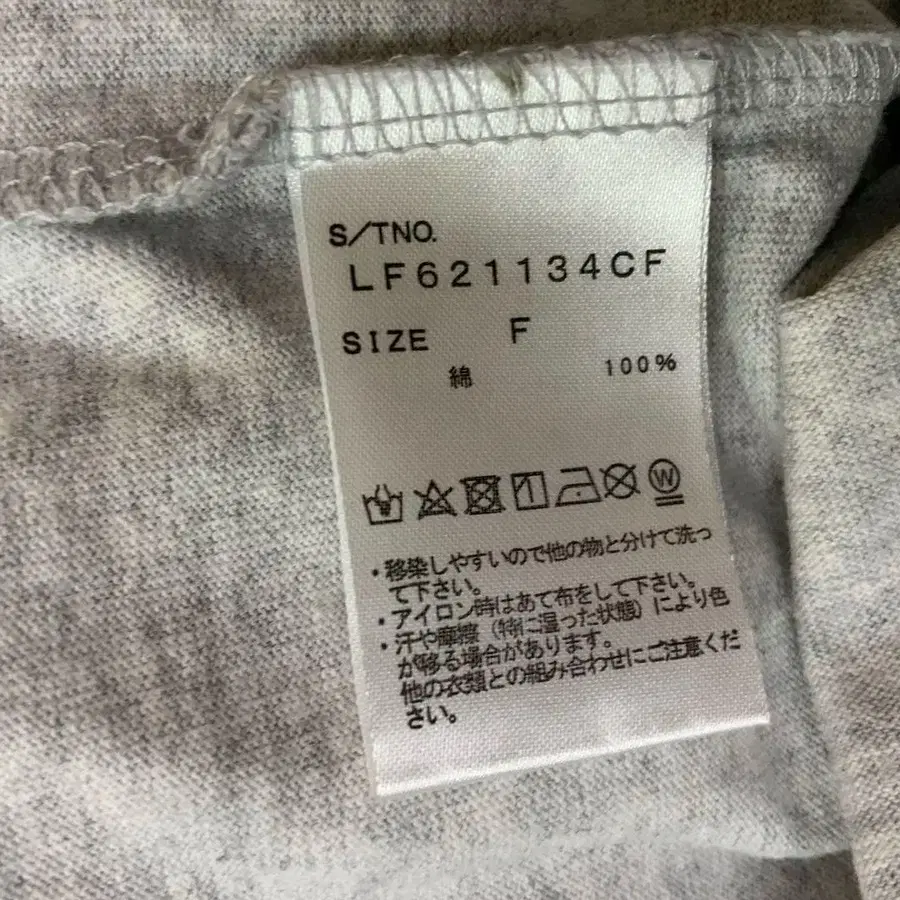 S/TNO.
LF621134CF
SIZE F
綿 100%
W
・移染しやすいので他の物と分けて洗っ
て下さい。
・アイロン時はあて布をして下さい。
・汗や摩擦（特に湿った状態）により色
が移る場合があります。
他の衣類との組み合わせにご注意くだ
さい。